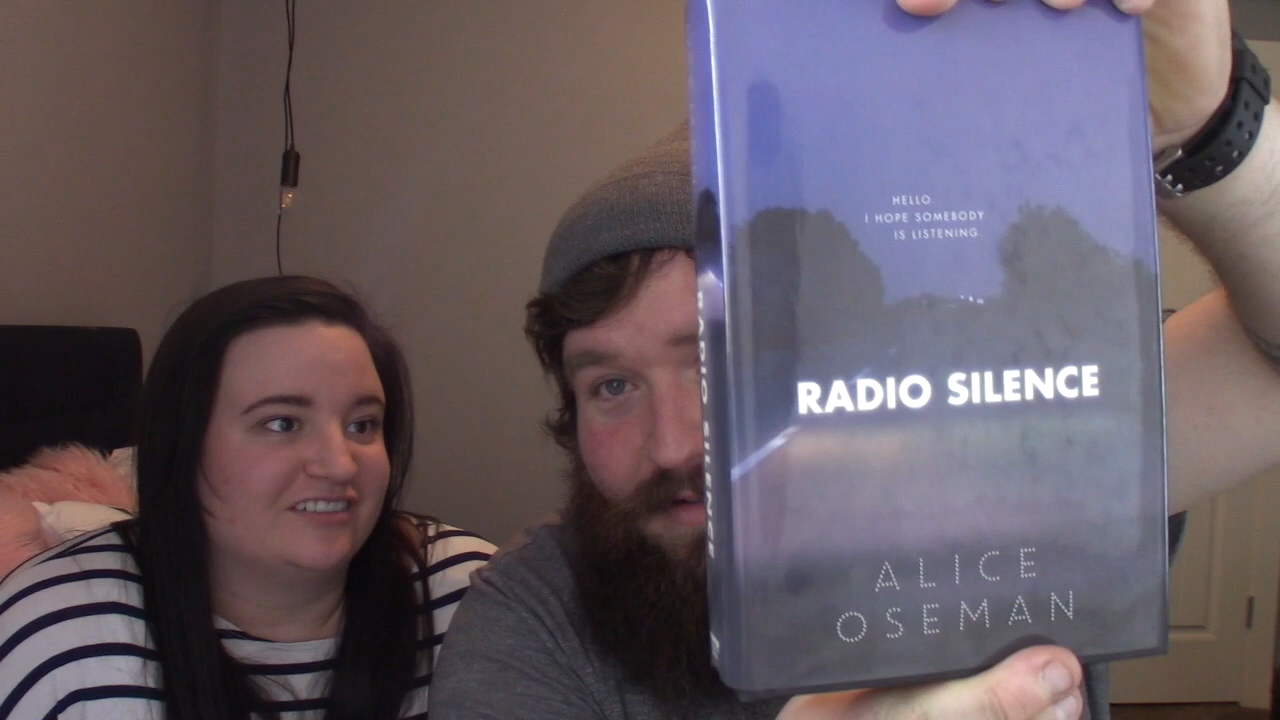 HELLO.
I HOPE SOMEBODY
IS LISTENING.
RADIO SILENCE
ALICE
OSEMAN
RADIO SILENCE